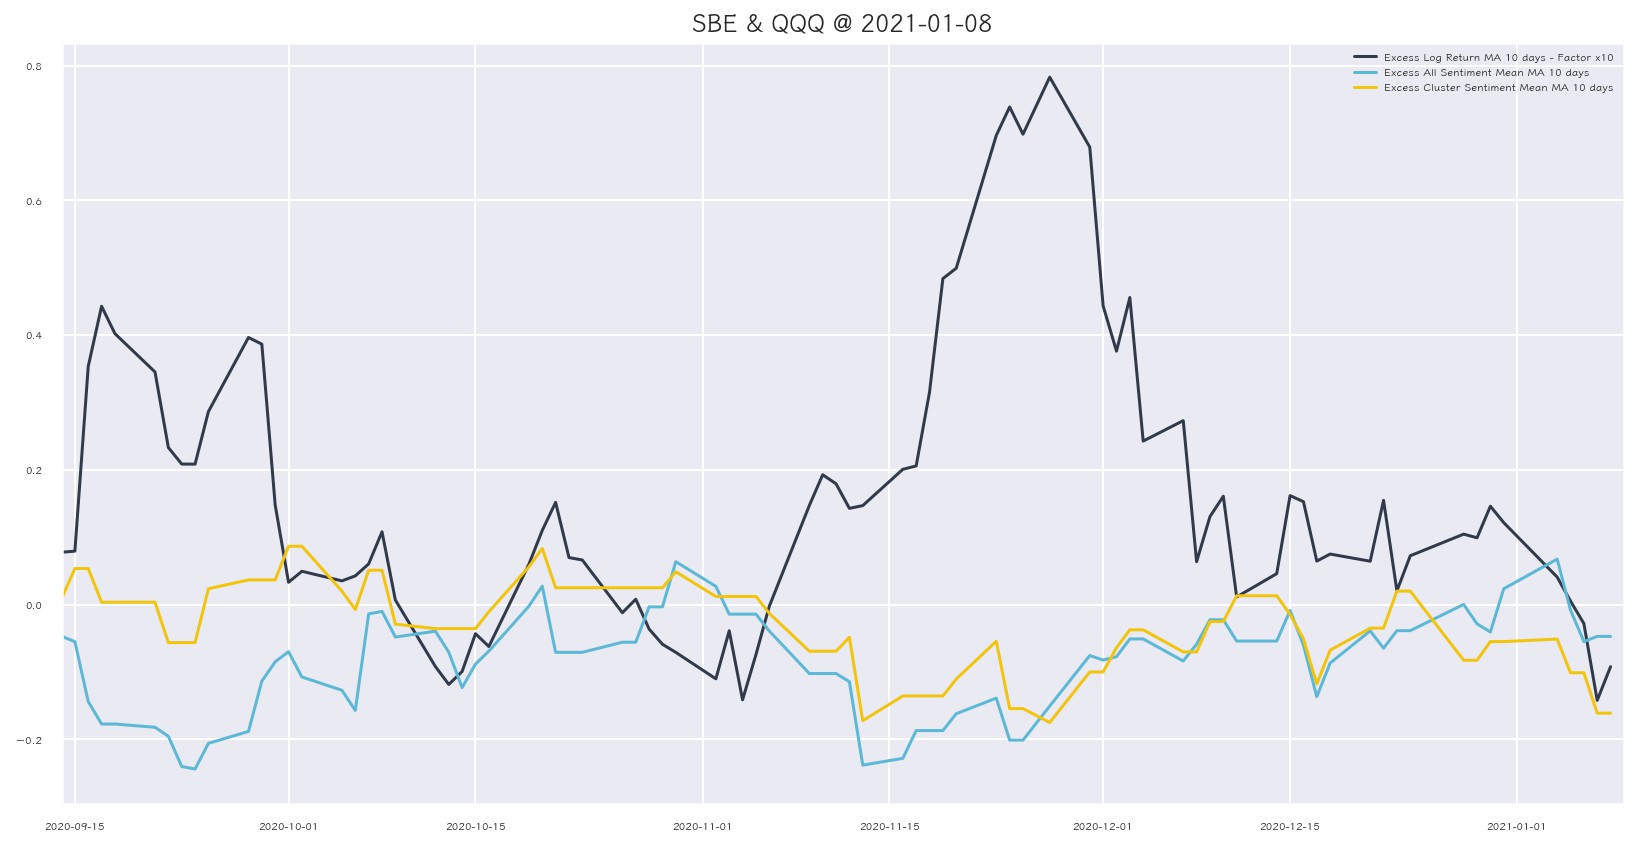 SBE & QQQ @ 2021-01-08
Excess Log Return MA 10 days - Factor x10
Excess All Sentiment Mean MA 10 days
Excess Cluster Sentiment Mean MA 10 days
0.8
0.6
0.4
0.2
0.0
−0.2
2020-09-15 2020-10-01 2020-10-15 2020-11-01 2020-11-15 2020-12-01 2020-12-15 2021-01-01